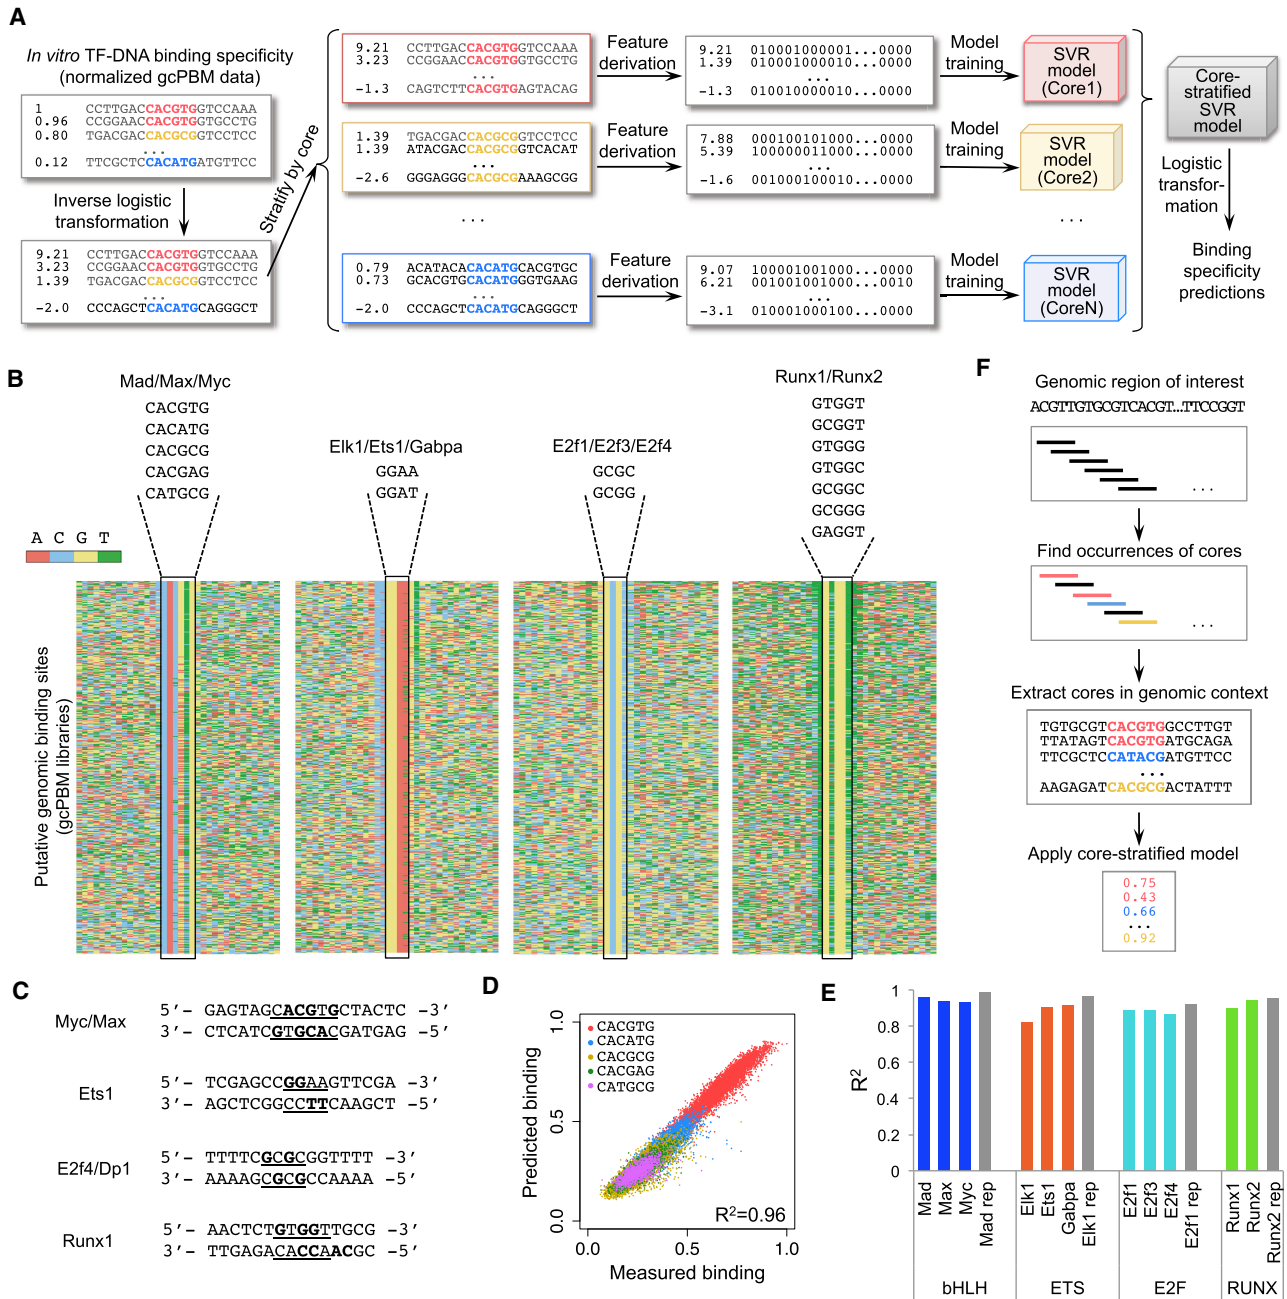 A
In vitro TF-DNA binding specificity
(normalized gcPBM data)
1 CCTTGACCACGTGGTCCAAA
0.96 CCGGAACCACGTGGTGCCTG
0.80 TGACGACCACGCGGTCCTCC
...
0.12 TTCGCTCCACATGATGTTCC
Inverse logistic
transformation
9.21 CCTTGACCACGTGGTCCAAA
3.23 CCGGAACCACGTGGTGCCTG
1.39 TGACGACCACGCGGTCCTCC
...
−2.0 CCCAGCTCACATGCAGGGCT
Stratify by core
9.21 CCTTGACCACGTGGTCCAAA
3.23 CCGGAACCACGTGGTGCCTG
...
−1.3 CAGTCTTCACGTGAGTACAG
Feature
derivation
9.21 010001000001...0000
1.39 010001000010...0000
...
−1.3 010010000010...0000
Model
training
SVR
model
(Core1)
1.39 TGACGACCACGCGGTCCTCC
1.39 ATACGACCACGCGGTCACAT
...
−2.6 GGGAGGGCACGCGAAAGCGG
Feature
derivation
7.88 000100101000...0000
5.39 100000011000...0000
...
−1.6 001000100010...0000
Model
training
SVR
model
(Core2)
...
...
0.79 ACATACACACATGCACGTGC
0.73 GCACGTGCACATGGGTGAAG
...
−2.0 CCCAGCTCACATGCAGGGCT
Feature
derivation
9.07 100001001000...0000
6.21 100001001000...0010
...
−3.1 010001000100...0000
Model
training
SVR
model
(CoreN)
Core-
stratified
SVR
model
Logistic
transfor-
mation
Binding
specificity
predictions
B
Mad/Max/Myc
CACGTG
CACATG
CACGCG
CACGAG
CATGCG
Elk1/Ets1/Gabpa
GGAA
GGAT
E2f1/E2f3/E2f4
GCGC
GCGG
Runx1/Runx2
GTGGT
GCGGT
GTGGG
GTGGC
GCGGC
GCGGG
GAGGT
A C G T
Putative genomic binding sites
(gcPBM libraries)
C
Myc/Max
5′– GAGTAGCACGTGCTACTC –3′
3′– CTCATCGTGCACGATGAG –5′
Ets1
5′– TCGAGCCGGAAGTTCGA –3′
3′– AGCTCGGCCTTCAAGCT –5′
E2f4/Dp1
5′– TTTTCGCGCGGTTTT –3′
3′– AAAAGCGCGCCAAAA –5′
Runx1
5′– AACTCTGTGGTTGCG –3′
3′– TTGAGACACCAACGC –5′
D
Predicted binding
1.0
0.5
0.0
CACGTG
CACATG
CACGCG
CACGAG
CATGCG
R2=0.96
0.0 0.5 1.0
Measured binding
E
R2
1
0.8
0.6
0.4
0.2
0
Mad
Max
Myc
Mad rep
Elk1
Ets1
Gabpa
Elk1 rep
E2f1
E2f3
E2f4
E2f1 rep
Runx1
Runx2
Runx2 rep
bHLH ETS E2F RUNX
F
Genomic region of interest
ACGTTGTGCGTCACGT...TTCCGGT
...
Find occurrences of cores
...
Extract cores in genomic context
TGTGCGTCACGTGGCCTTGT
TTATAGTCACGTGATGCAGA
TTCGCTCCATACGATGTTCC
...
AAGAGATCACGCGACTATTT
Apply core-stratified model
0.75
0.43
0.66
...
0.92